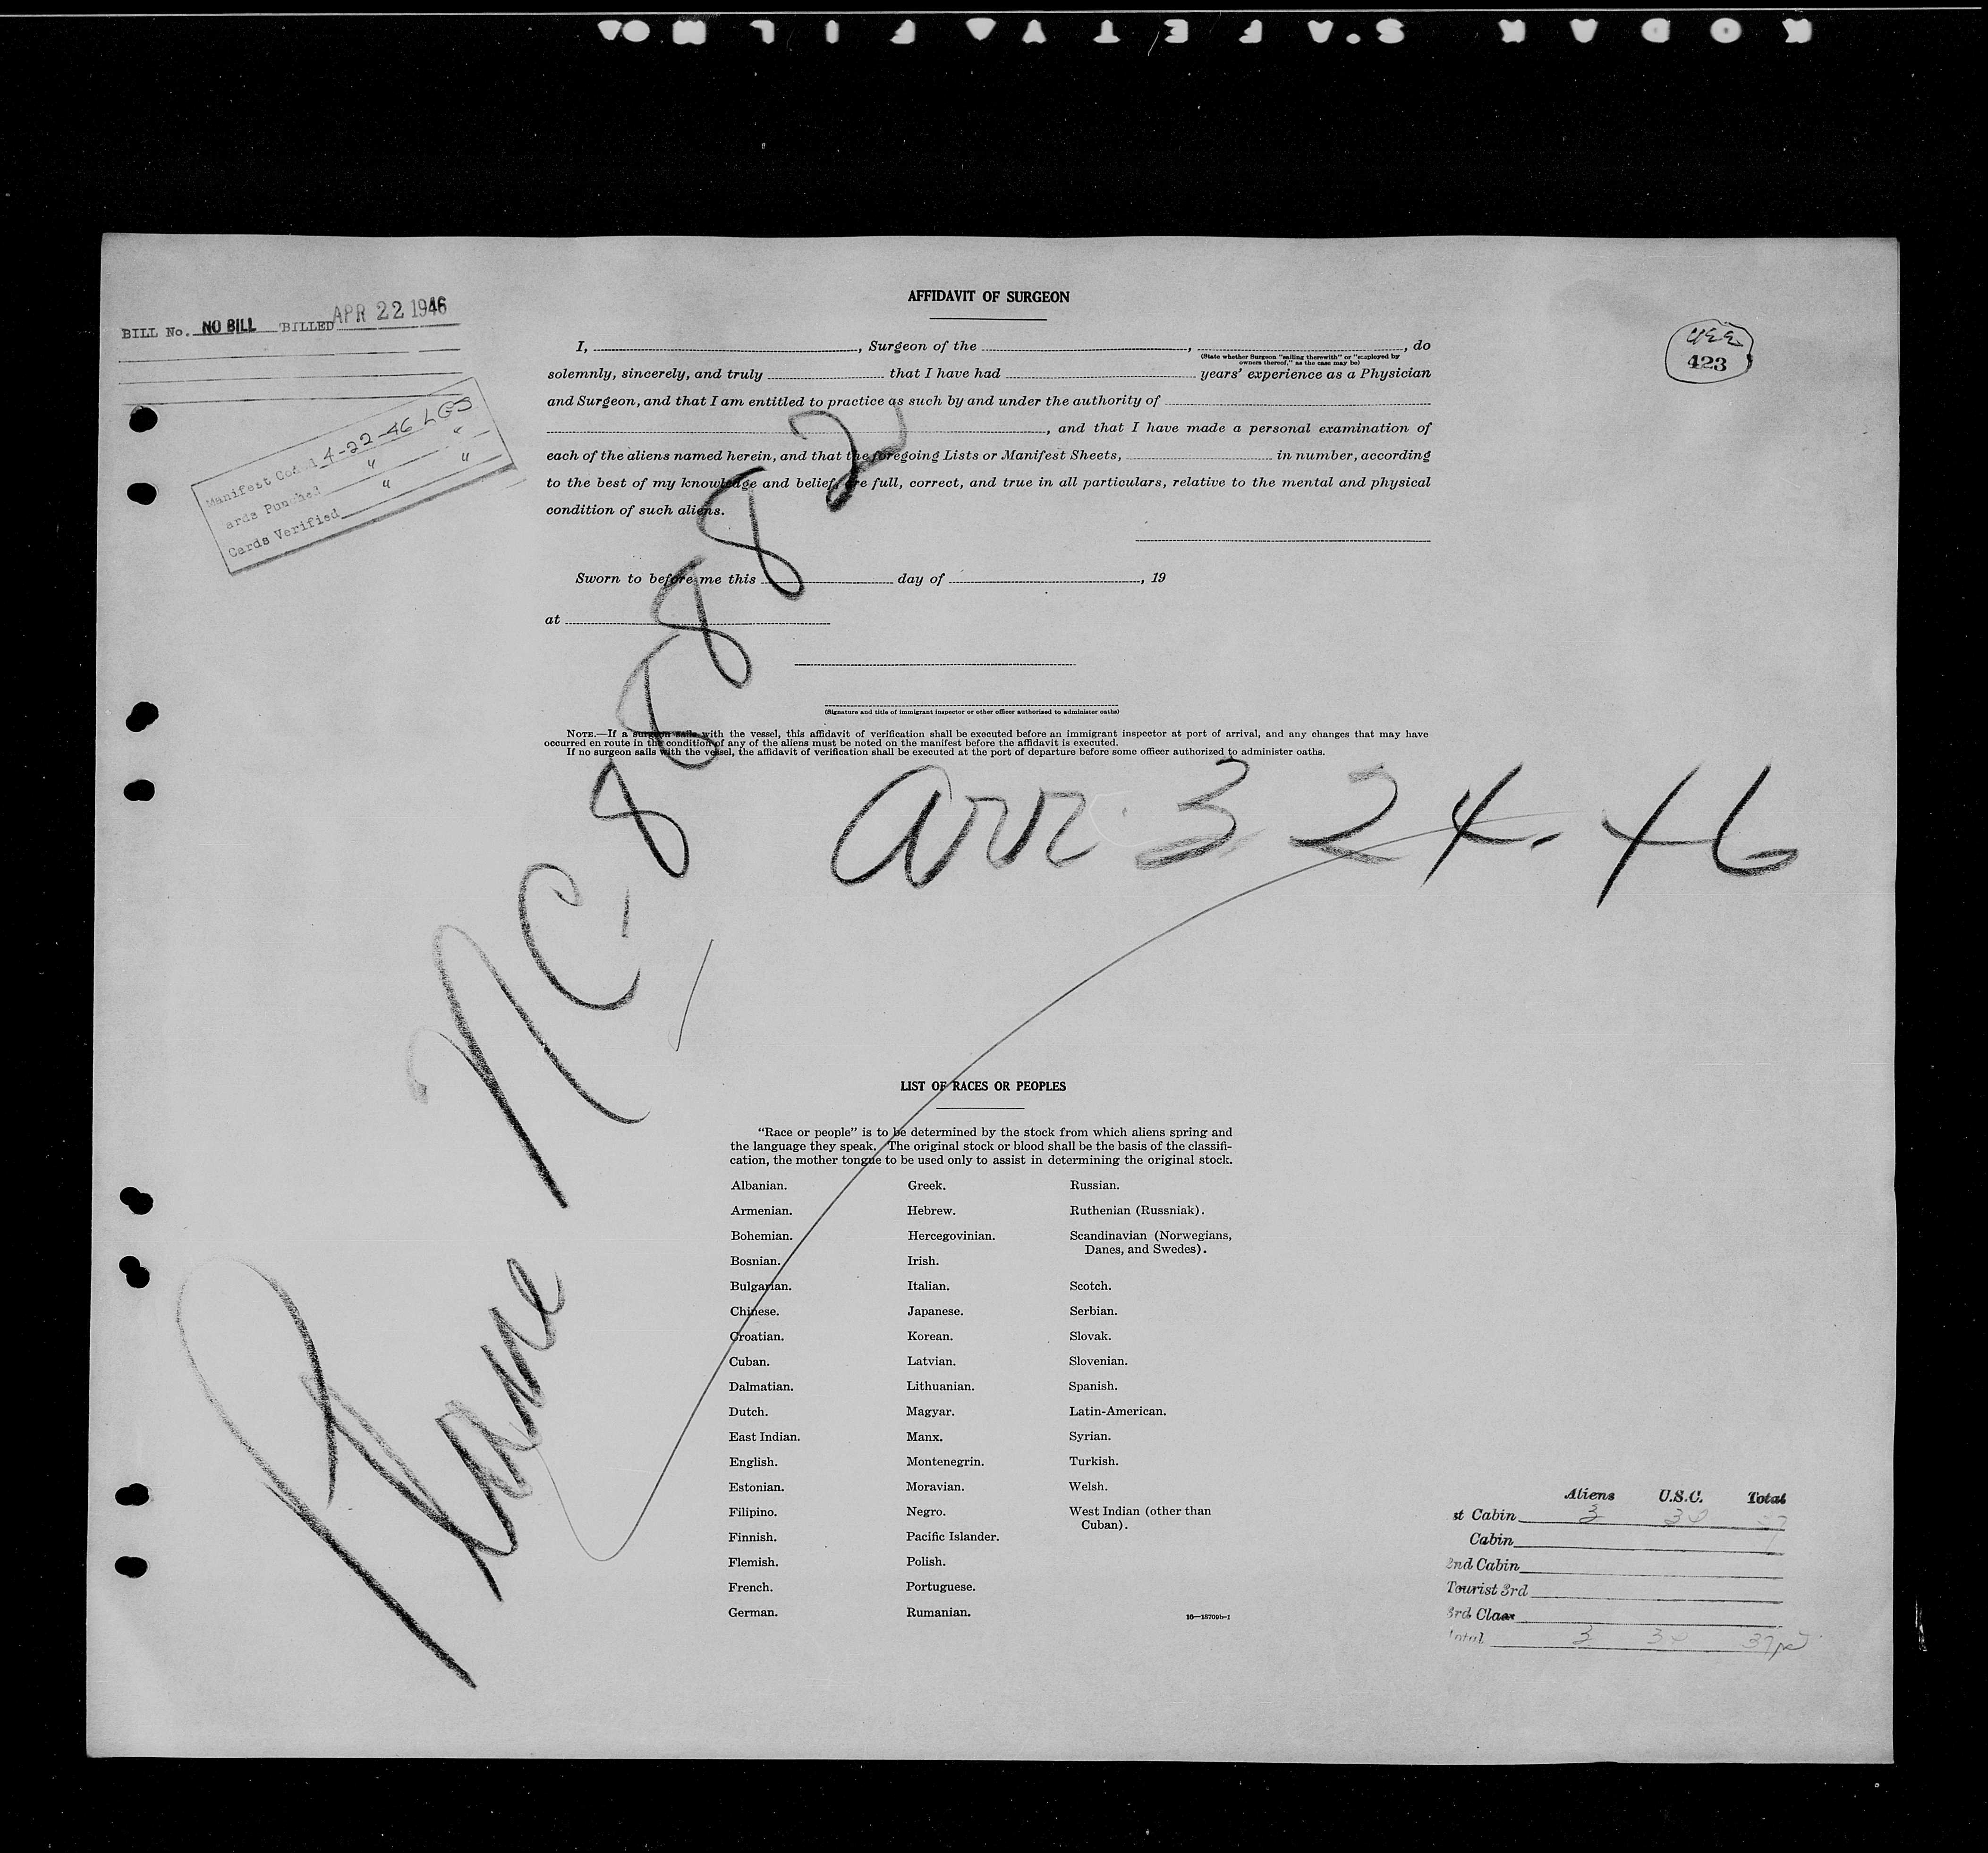 KODAK SAFETY FILM
AFFIDAVIT OF SURGEON
BILL No. NO BILL BILLED APR 22 1946
423
I, , Surgeon of the , , do
(State whether Surgeon "sailing therewith" or "employed by
owners thereof," as the case may be)
solemnly, sincerely, and truly that I have had years' experience as a Physician
and Surgeon, and that I am entitled to practice as such by and under the authority of
, and that I have made a personal examination of
each of the aliens named herein, and that the foregoing Lists or Manifest Sheets, in number, according
to the best of my knowledge and belief, are full, correct, and true in all particulars, relative to the mental and physical
condition of such aliens.
Manifest 4-22-46 LGS
ards Punched " "
Cards Verified " "
Sworn to before me this day of , 19
at
(Signature and title of immigrant inspector or other officer authorized to administer oaths)
NOTE.—If a surgeon sails with the vessel, this affidavit of verification shall be executed before an immigrant inspector at port of arrival, and any changes that may have
occurred en route in the condition of any of the aliens must be noted on the manifest before the affidavit is executed.
If no surgeon sails with the vessel, the affidavit of verification shall be executed at the port of departure before some officer authorized to administer oaths.
Plane NC 88882
arr. 3 24-46
LIST OF RACES OR PEOPLES
"Race or people" is to be determined by the stock from which aliens spring and
the language they speak. The original stock or blood shall be the basis of the classifi-
cation, the mother tongue to be used only to assist in determining the original stock.
Albanian. Greek. Russian.
Armenian. Hebrew. Ruthenian (Russniak).
Bohemian. Hercegovinian. Scandinavian (Norwegians,
Danes, and Swedes).
Bosnian. Irish.
Bulgarian. Italian. Scotch.
Chinese. Japanese. Serbian.
Croatian. Korean. Slovak.
Cuban. Latvian. Slovenian.
Dalmatian. Lithuanian. Spanish.
Dutch. Magyar. Latin-American.
East Indian. Manx. Syrian.
English. Montenegrin. Turkish.
Estonian. Moravian. Welsh.
Filipino. Negro. West Indian (other than
Cuban).
Finnish. Pacific Islander.
Flemish. Polish.
French. Portuguese.
German. Rumanian.
16—18709b-1
Aliens U.S.C. Total
st Cabin 3 34 37
Cabin
2nd Cabin
Tourist 3rd
3rd Class
Total 3 34 37